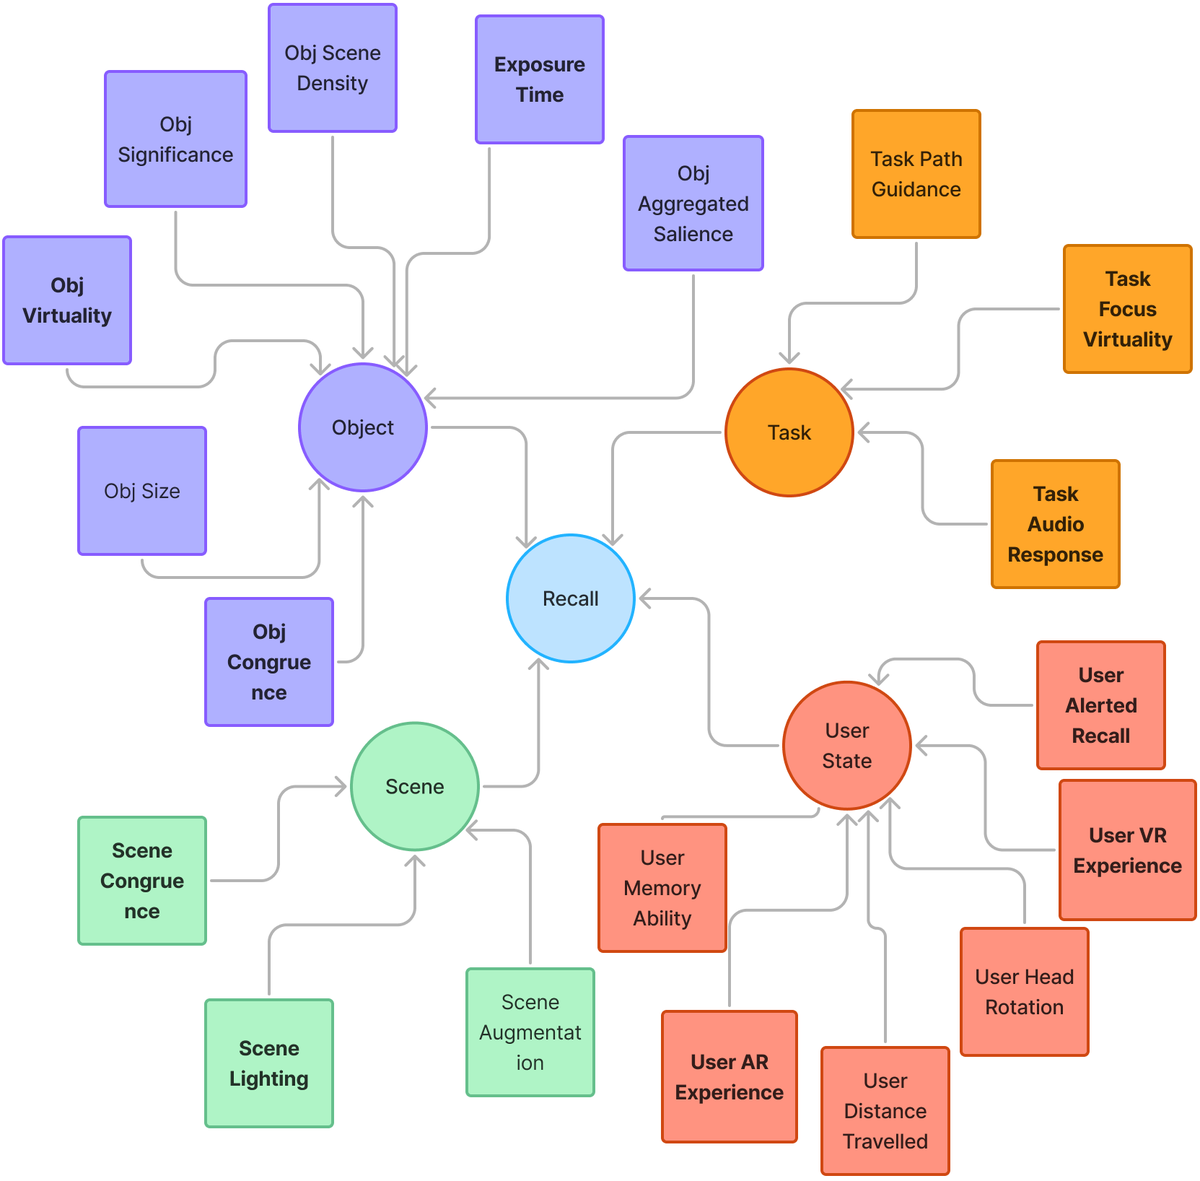 Obj Scene
Density
Exposure
Time
Obj
Significance
Obj
Aggregated
Salience
Task Path
Guidance
Obj
Virtuality
Task
Focus
Virtuality
Object
Task
Obj Size
Task
Audio
Response
Recall
Obj
Congrue
nce
User
Alerted
Recall
User
State
Scene
Scene
Congrue
nce
User
Memory
Ability
User VR
Experience
User Head
Rotation
Scene
Augmentat
ion
Scene
Lighting
User AR
Experience
User
Distance
Travelled